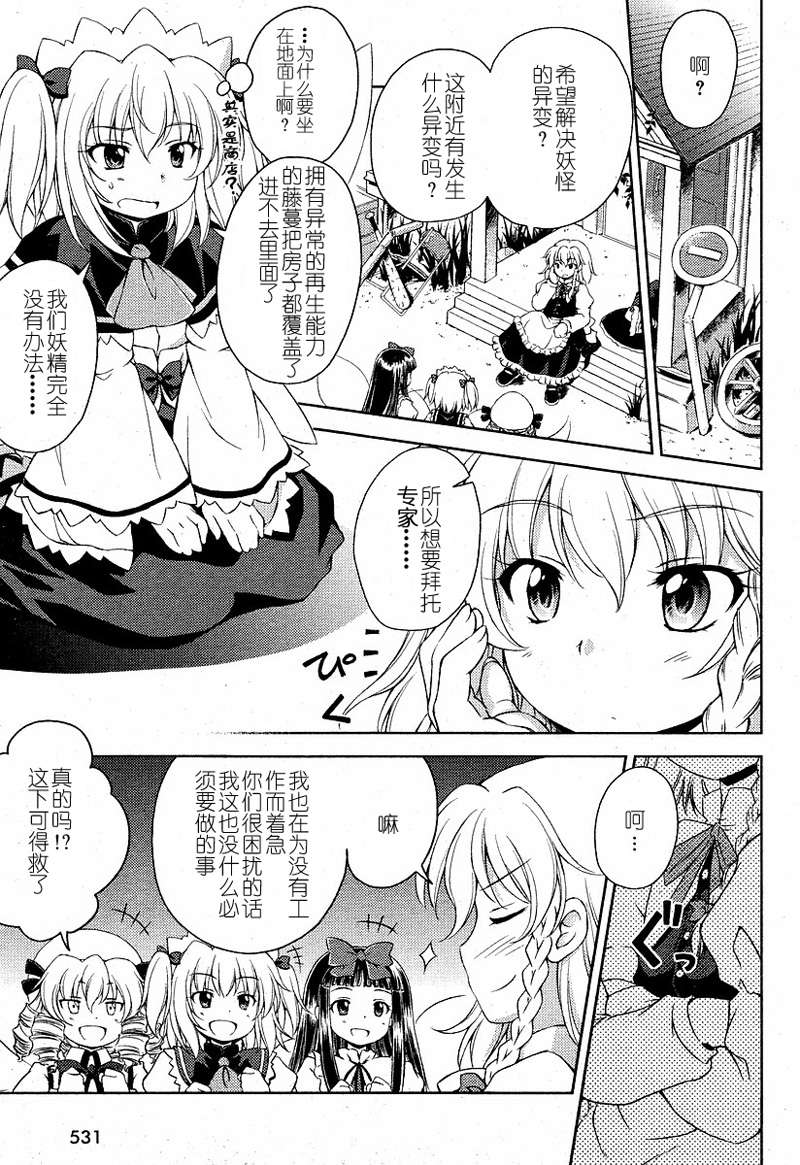 啊？
希望解决妖怪
的异变？
这附近有发生
什么异变吗？
…为什么要坐
在地面上啊？
其实是商店？
拥有异常的再生能力
的藤蔓把房子都覆盖了
进不去里面了
我们妖精完全
没有办法……
所以想要拜托
专家……
ぴく
呵…
ぐっ
嘛
我也在为没有工
作而着急
你们很困扰的话
我这也没什么必
须要做的事
真的吗!?
这下可得救了
531